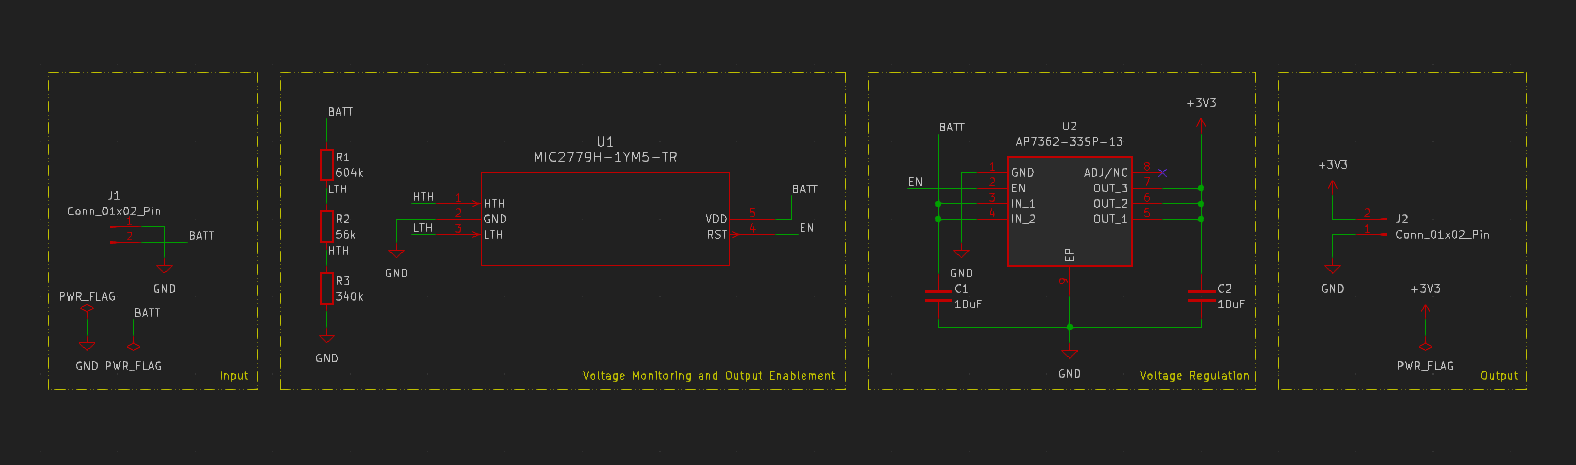 J1
Conn_01x02_Pin
1
2
BATT
GND
PWR_FLAG
BATT
GND
PWR_FLAG
Input
BATT
R1
604k
LTH
R2
56k
HTH
R3
340k
GND
U1
MIC2779H-1YM5-TR
HTH
1
HTH
2
GND
LTH
3
LTH
GND
BATT
VDD
5
RST
4
EN
Voltage Monitoring and Output Enablement
BATT
EN
U2
AP7362-33SP-13
1
GND
2
EN
3
IN_1
4
IN_2
ADJ/NC
8
OUT_3
7
OUT_2
6
OUT_1
5
EP
9
+3V3
GND
C1
10uF
C2
10uF
GND
Voltage Regulation
+3V3
2
J2
1
Conn_01x02_Pin
GND
+3V3
PWR_FLAG
Output